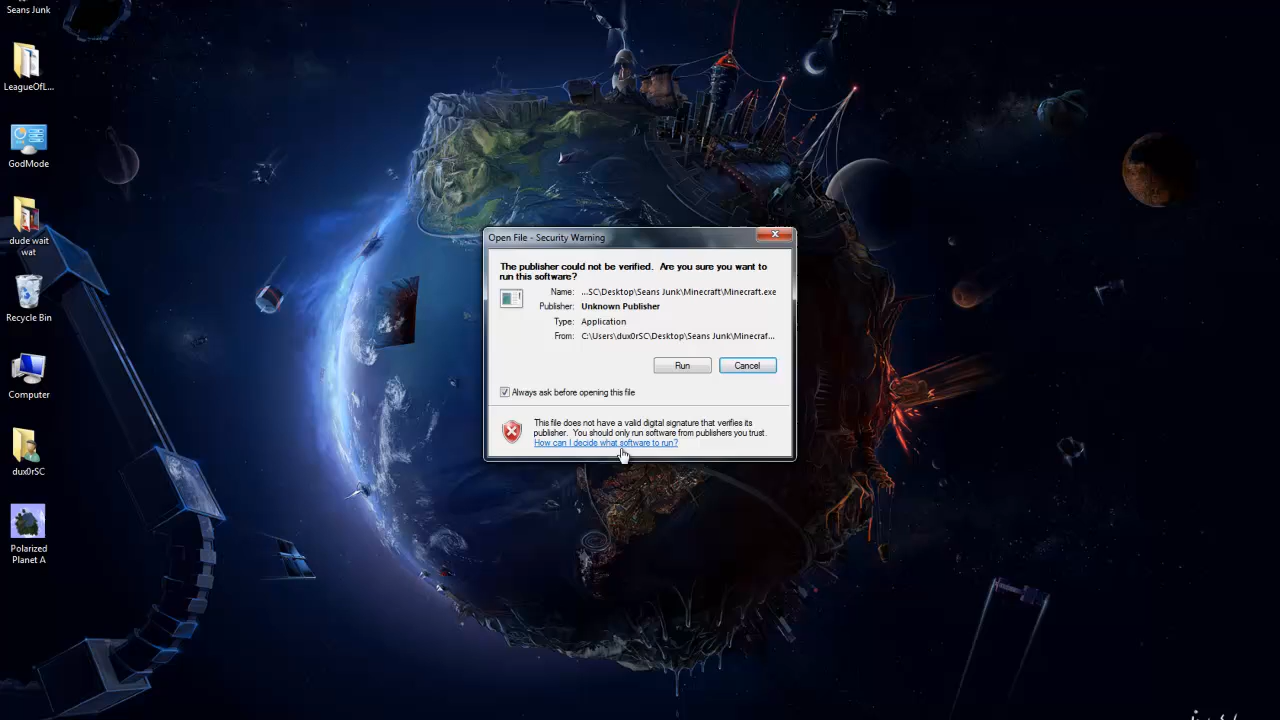 Seans Junk
LeagueOfL...
GodMode
dude wait
wat
Recycle Bin
Computer
dux0rSC
Polarized
Planet A
Open File - Security Warning
The publisher could not be verified.  Are you sure you want to
run this software?
Name: ...SC\Desktop\Seans Junk\Minecraft\Minecraft.exe
Publisher: Unknown Publisher
Type: Application
From: C:\Users\dux0rSC\Desktop\Seans Junk\Minecraf...
Run
Cancel
Always ask before opening this file
This file does not have a valid digital signature that verifies its
publisher.  You should only run software from publishers you trust.
How can I decide what software to run?